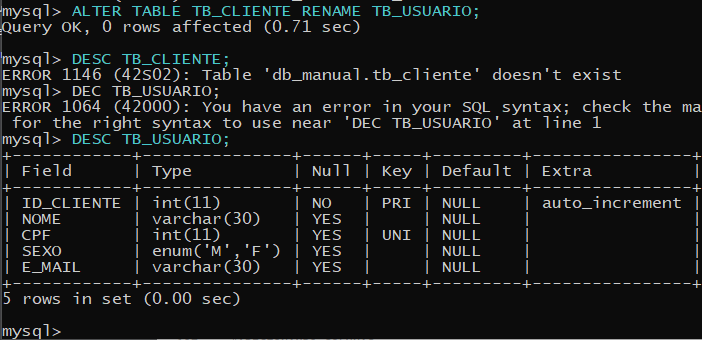 mysql> ALTER TABLE TB_CLIENTE RENAME TB_USUARIO;
Query OK, 0 rows affected (0.71 sec)
mysql> DESC TB_CLIENTE;
ERROR 1146 (42S02): Table 'db_manual.tb_cliente' doesn't exist
mysql> DEC TB_USUARIO;
ERROR 1064 (42000): You have an error in your SQL syntax; check the ma
for the right syntax to use near 'DEC TB_USUARIO' at line 1
mysql> DESC TB_USUARIO;
+------------+---------------+------+-----+---------+----------------+
| Field | Type | Null | Key | Default | Extra |
+------------+---------------+------+-----+---------+----------------+
| ID_CLIENTE | int(11) | NO | PRI | NULL | auto_increment |
| NOME | varchar(30) | YES | | NULL | |
| CPF | int(11) | YES | UNI | NULL | |
| SEXO | enum('M','F') | YES | | NULL | |
| E_MAIL | varchar(30) | YES | | NULL | |
+------------+---------------+------+-----+---------+----------------+
5 rows in set (0.00 sec)
mysql>